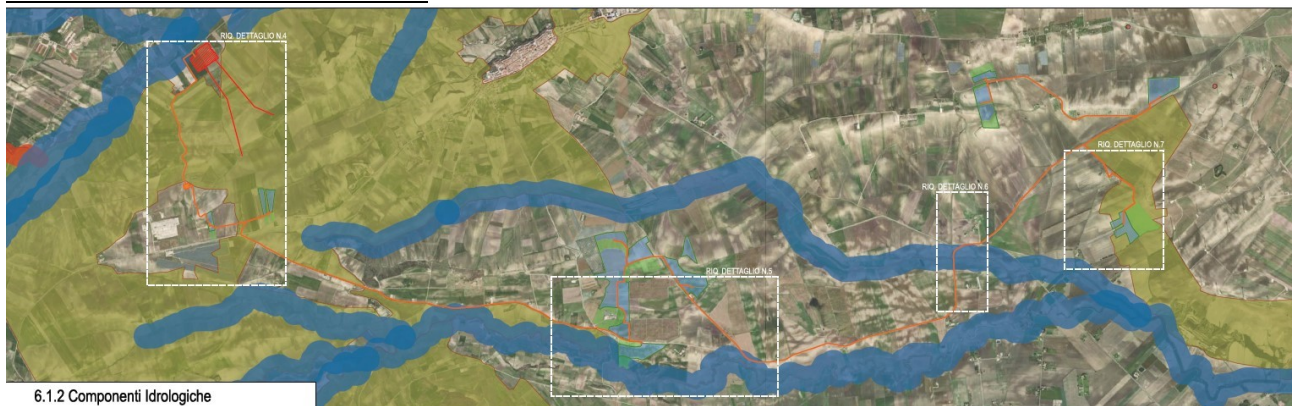 RIQ. DETTAGLIO N.4
RIQ. DETTAGLIO N.7
RIQ. DETTAGLIO N.6
RIQ. DETTAGLIO N.5
6.1.2 Componenti Idrologiche